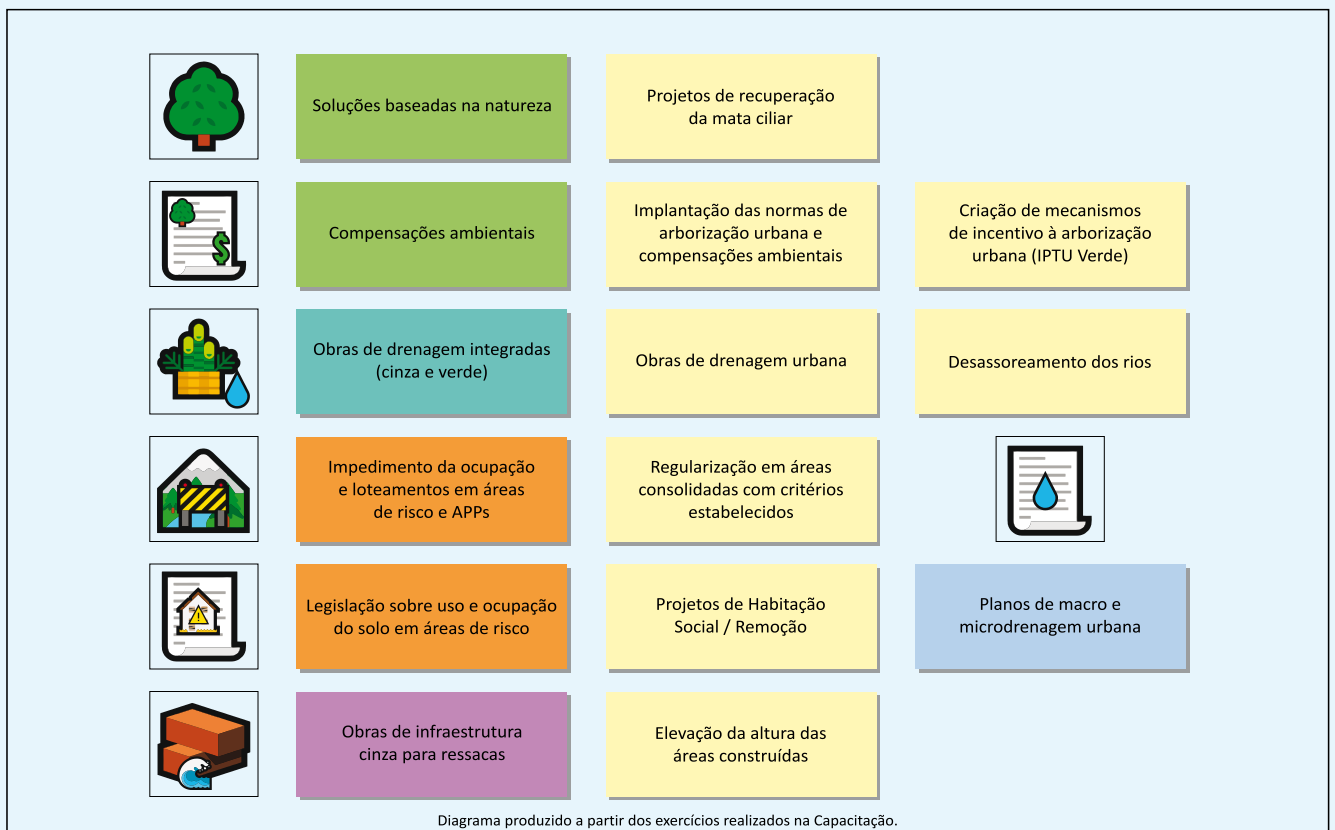 Soluções baseadas na natureza
Projetos de recuperação
da mata ciliar
Compensações ambientais
Implantação das normas de
arborização urbana e
compensações ambientais
Criação de mecanismos
de incentivo à arborização
urbana (IPTU Verde)
Obras de drenagem integradas
(cinza e verde)
Obras de drenagem urbana
Desassoreamento dos rios
Impedimento da ocupação
e loteamentos em áreas
de risco e APPs
Regularização em áreas
consolidadas com critérios
estabelecidos
Legislação sobre uso e ocupação
do solo em áreas de risco
Projetos de Habitação
Social / Remoção
Planos de macro e
microdrenagem urbana
Obras de infraestrutura
cinza para ressacas
Elevação da altura das
áreas construídas
Diagrama produzido a partir dos exercícios realizados na Capacitação.